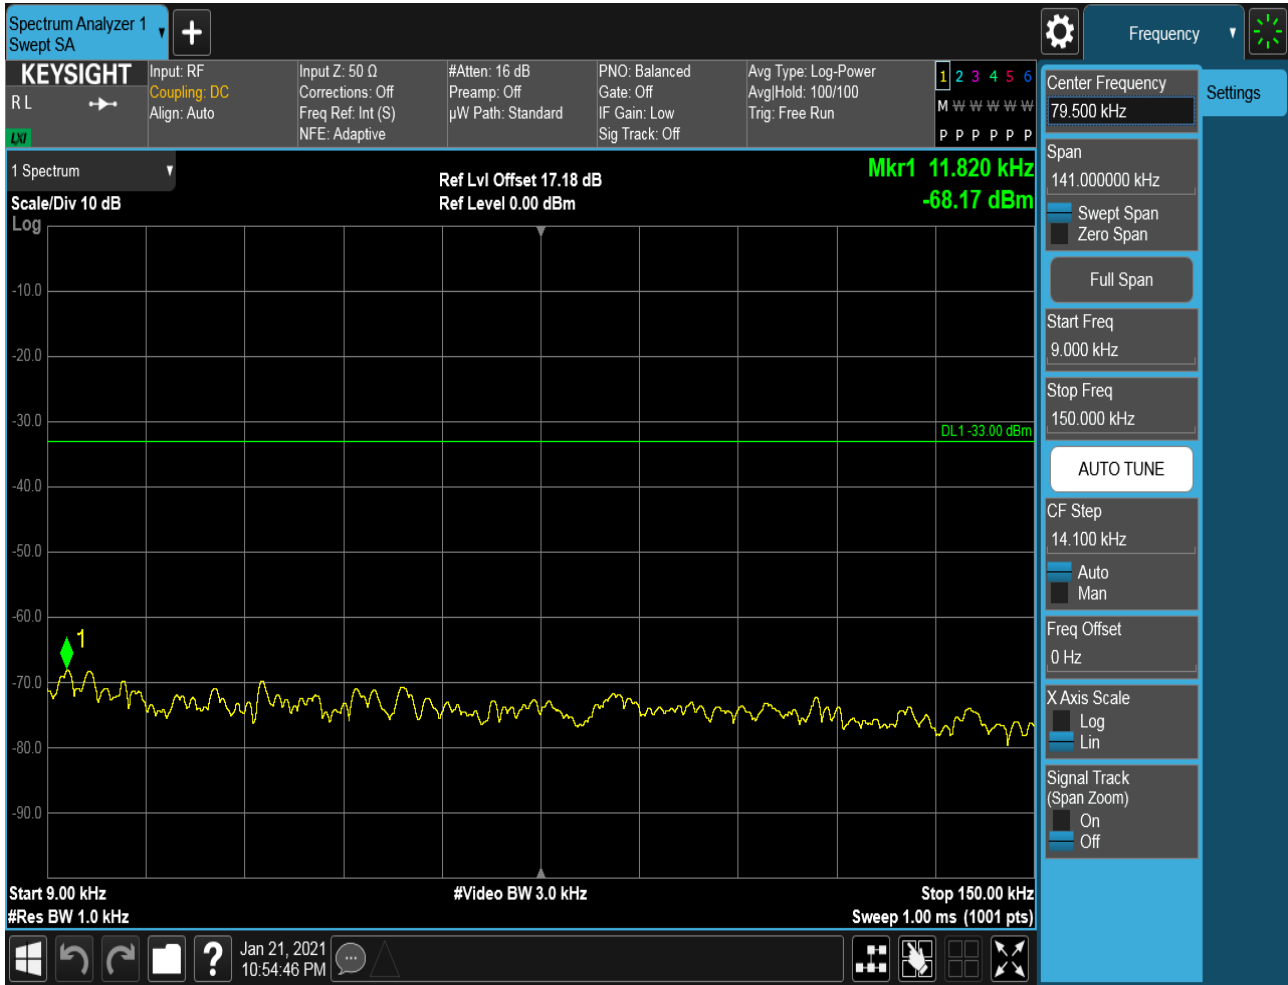 Spectrum Analyzer 1
Swept SA
Frequency
KEYSIGHT
R L
LXI
Input: RF
Coupling: DC
Align: Auto
Input Z: 50 Ω
Corrections: Off
Freq Ref: Int (S)
NFE: Adaptive
#Atten: 16 dB
Preamp: Off
µW Path: Standard
PNO: Balanced
Gate: Off
IF Gain: Low
Sig Track: Off
Avg Type: Log-Power
Avg|Hold: 100/100
Trig: Free Run
1 2 3 4 5 6
M W W W W W
P P P P P P
1 Spectrum
Scale/Div 10 dB
Log
Ref Lvl Offset 17.18 dB
Ref Level 0.00 dBm
Mkr1 11.820 kHz
-68.17 dBm
-10.0
-20.0
-30.0
DL1 -33.00 dBm
-40.0
-50.0
-60.0
1
-70.0
-80.0
-90.0
Start 9.00 kHz
#Res BW 1.0 kHz
#Video BW 3.0 kHz
Stop 150.00 kHz
Sweep 1.00 ms (1001 pts)
Center Frequency
79.500 kHz
Settings
Span
141.000000 kHz
Swept Span
Zero Span
Full Span
Start Freq
9.000 kHz
Stop Freq
150.000 kHz
AUTO TUNE
CF Step
14.100 kHz
Auto
Man
Freq Offset
0 Hz
X Axis Scale
Log
Lin
Signal Track
(Span Zoom)
On
Off
?
Jan 21, 2021
10:54:46 PM